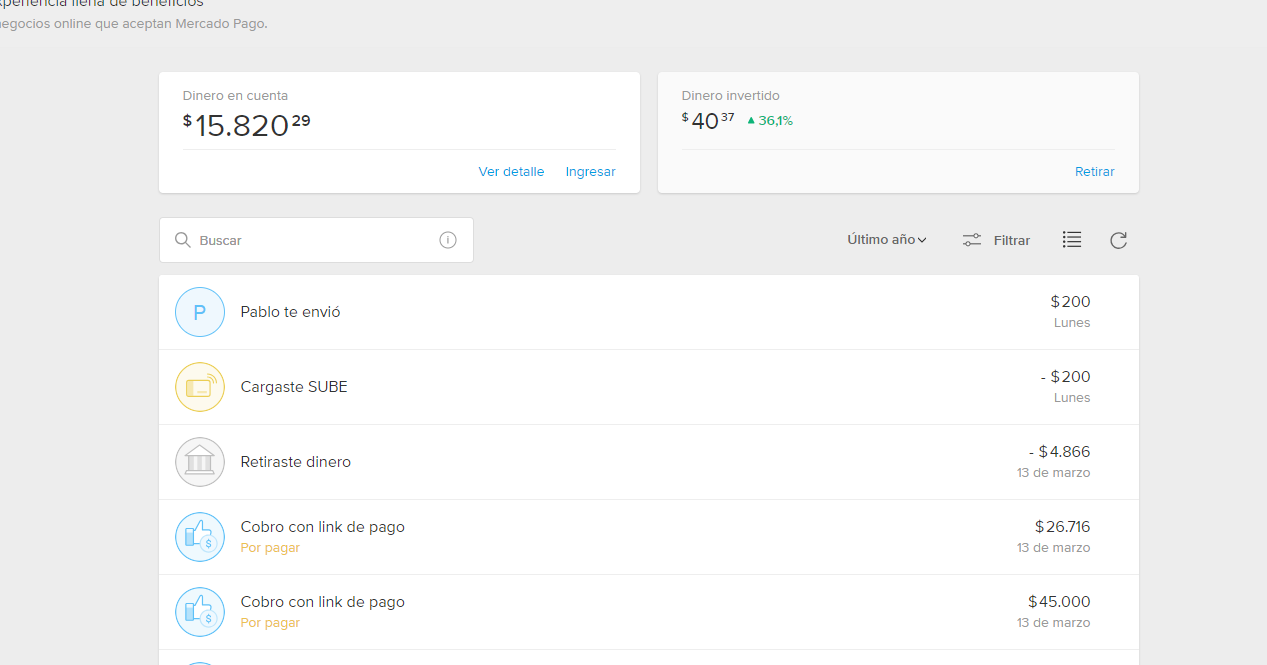 xperiencia llena de beneficios
negocios online que aceptan Mercado Pago.
Dinero en cuenta
$ 15.820 29
Ver detalle Ingresar
Dinero invertido
$ 40 37 ▲ 36,1%
Retirar
Buscar
Último año
Filtrar
P
Pablo te envió
$ 200
Lunes
Cargaste SUBE
- $ 200
Lunes
Retiraste dinero
- $ 4.866
13 de marzo
Cobro con link de pago
Por pagar
$ 26.716
13 de marzo
Cobro con link de pago
Por pagar
$ 45.000
13 de marzo